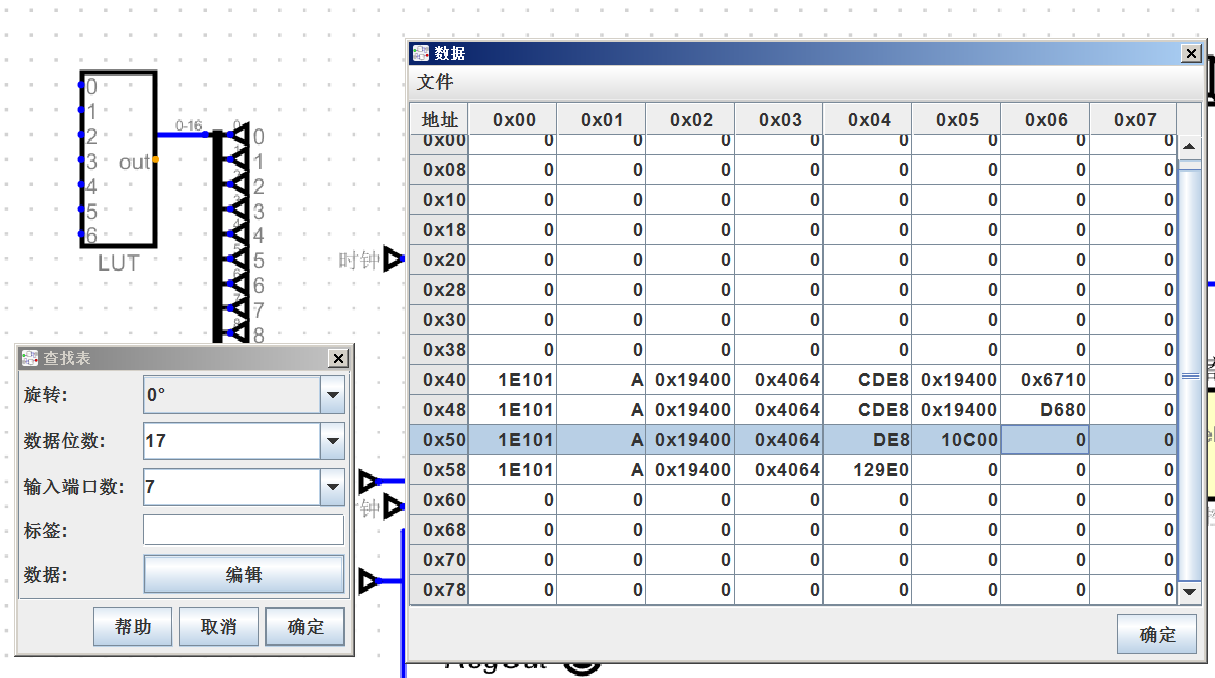 0
1
2
3
4
5
6
out
LUT
0-16
0
1
2
3
4
5
6
7
8
时钟
数据
文件
地址 0x00 0x01 0x02 0x03 0x04 0x05 0x06 0x07
0x00 0 0 0 0 0 0 0 0
0x08 0 0 0 0 0 0 0 0
0x10 0 0 0 0 0 0 0 0
0x18 0 0 0 0 0 0 0 0
0x20 0 0 0 0 0 0 0 0
0x28 0 0 0 0 0 0 0 0
0x30 0 0 0 0 0 0 0 0
0x38 0 0 0 0 0 0 0 0
0x40 1E101 A 0x19400 0x4064 CDE8 0x19400 0x6710 0
0x48 1E101 A 0x19400 0x4064 CDE8 0x19400 D680 0
0x50 1E101 A 0x19400 0x4064 DE8 10C00 0 0
0x58 1E101 A 0x19400 0x4064 129E0 0 0 0
0x60 0 0 0 0 0 0 0 0
0x68 0 0 0 0 0 0 0 0
0x70 0 0 0 0 0 0 0 0
0x78 0 0 0 0 0 0 0 0
确定
查找表
旋转: 0°
数据位数: 17
输入端口数: 7
标签:
数据: 编辑
帮助 取消 确定
钟